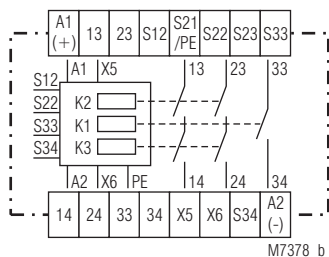 A1 (+) 13 23 S12 S21 /PE S22 S23 S33
A1 X5 13 23 33
S12
K2
S22
K1
S33
K3
S34
A2 X6 PE 14 24 34
14 24 33 34 X5 X6 S34 A2 (-)
M7378_b